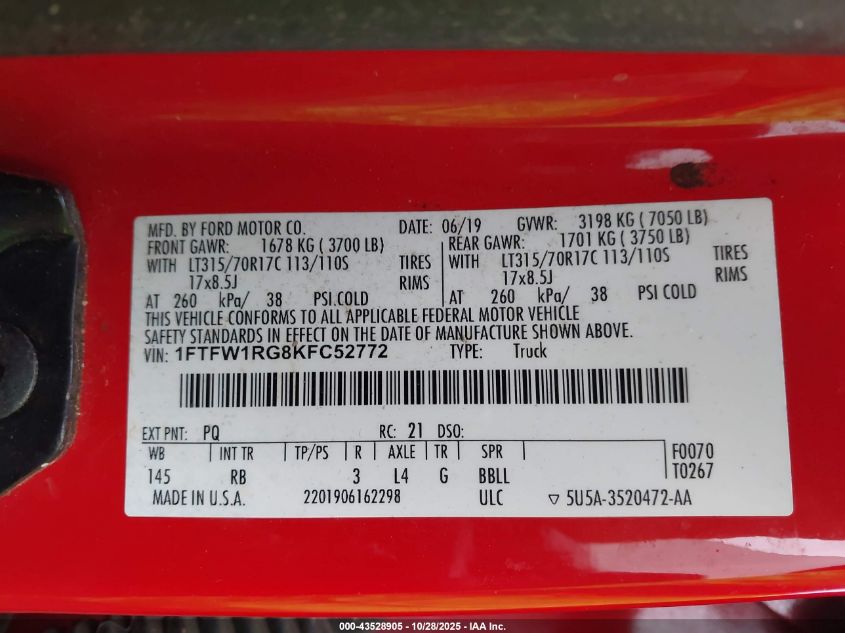 MFD. BY FORD MOTOR CO. DATE: 06/19 GVWR: 3198 KG ( 7050 LB)
FRONT GAWR: 1678 KG ( 3700 LB) REAR GAWR: 1701 KG ( 3750 LB)
WITH LT315/70R17C 113/110S TIRES WITH LT315/70R17C 113/110S TIRES
17x8.5J RIMS 17x8.5J RIMS
AT 260 kPa/ 38 PSI.COLD AT 260 kPa/ 38 PSI COLD
THIS VEHICLE CONFORMS TO ALL APPLICABLE FEDERAL MOTOR VEHICLE
SAFETY STANDARDS IN EFFECT ON THE DATE OF MANUFACTURE SHOWN ABOVE.
VIN: 1FTFW1RG8KFC52772 TYPE: Truck
EXT PNT: PQ RC: 21 DSO:
WB INT TR TP/PS R AXLE TR SPR F0070
145 RB 3 L4 G BBLL T0267
MADE IN U.S.A. 2201906162298 ULC ▽ 5U5A-3520472-AA
000-43528905 - 10/28/2025 - IAA Inc.